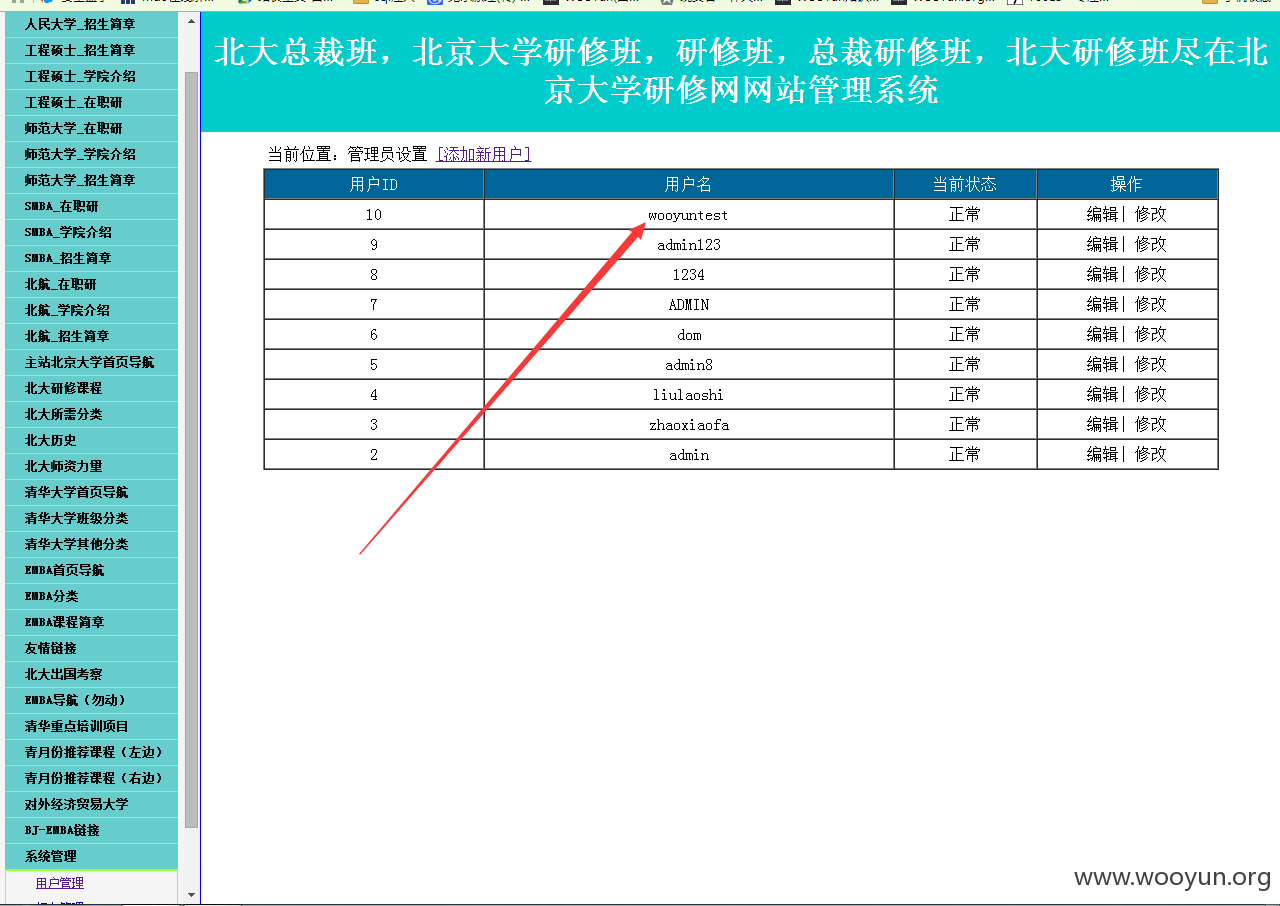 人民大学_招生简章
工程硕士_招生简章
工程硕士_学院介绍
工程硕士_在职研
师范大学_在职研
师范大学_学院介绍
师范大学_招生简章
SMBA_在职研
SMBA_学院介绍
SMBA_招生简章
北航_在职研
北航_学院介绍
北航_招生简章
主站北京大学首页导航
北大研修课程
北大所需分类
北大历史
北大师资力量
清华大学首页导航
清华大学班级分类
清华大学其他分类
EMBA首页导航
EMBA分类
EMBA课程简章
友情链接
北大出国考察
EMBA导航（勿动）
清华重点培训项目
青月份推荐课程（左边）
青月份推荐课程（右边）
对外经济贸易大学
BJ-EMBA链接
系统管理
用户管理
北大总裁班，北京大学研修班，研修班，总裁研修班，北大研修班尽在北
京大学研修网网站管理系统
当前位置：管理员设置 [添加新用户]
用户ID 用户名 当前状态 操作
10 wooyuntest 正常 编辑| 修改
9 admin123 正常 编辑| 修改
8 1234 正常 编辑| 修改
7 ADMIN 正常 编辑| 修改
6 dom 正常 编辑| 修改
5 admin8 正常 编辑| 修改
4 liulaoshi 正常 编辑| 修改
3 zhaoxiaofa 正常 编辑| 修改
2 admin 正常 编辑| 修改
www.wooyun.org